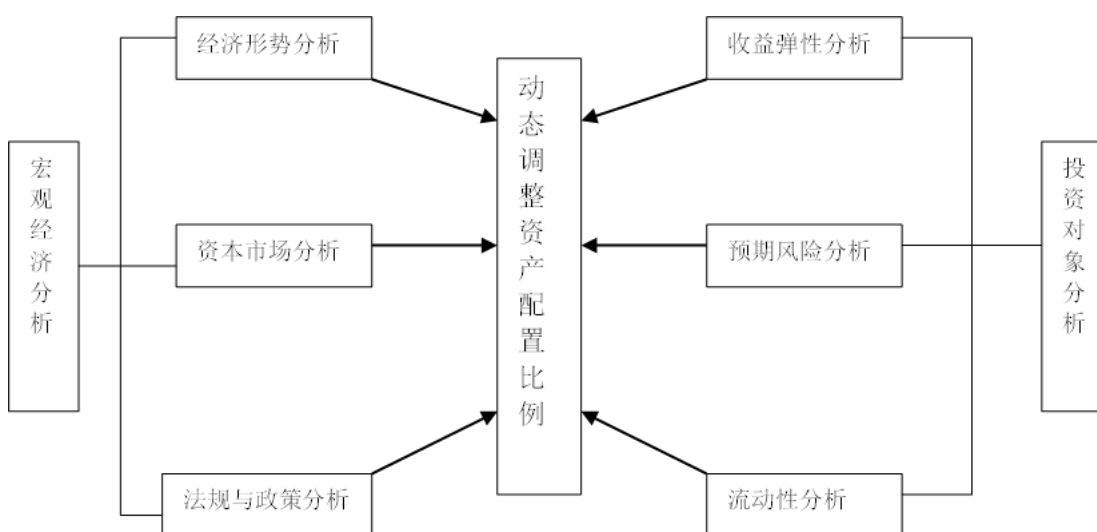 经济形势分析
收益弹性分析
动态调整资产配置比例
宏观经济分析
投资对象分析
资本市场分析
预期风险分析
法规与政策分析
流动性分析